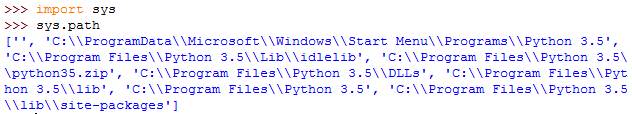 >>> import sys
>>> sys.path
['', 'C:\\ProgramData\\Microsoft\\Windows\\Start Menu\\Programs\\Python 3.5',
'C:\\Program Files\\Python 3.5\\Lib\\idlelib', 'C:\\Program Files\\Python 3.5\
\python35.zip', 'C:\\Program Files\\Python 3.5\\DLLs', 'C:\\Program Files\\Pyt
hon 3.5\\lib', 'C:\\Program Files\\Python 3.5', 'C:\\Program Files\\Python 3.5
\\lib\\site-packages']